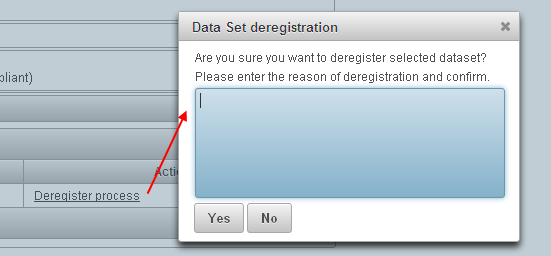 Data Set deregistration
Are you sure you want to deregister selected dataset?
Please enter the reason of deregistration and confirm.
Yes No
pliant)
Actio
Deregister process